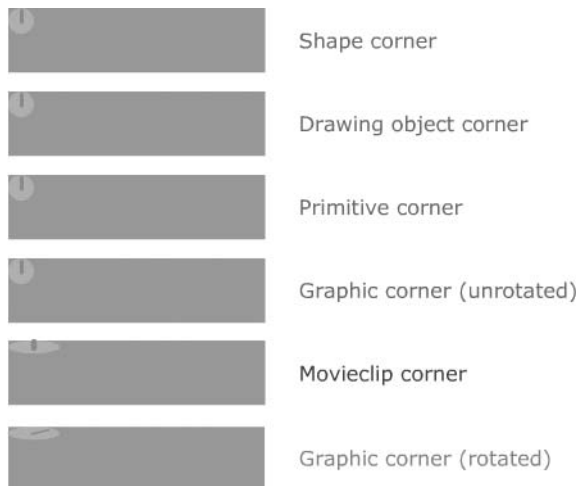 Shape corner
Drawing object corner
Primitive corner
Graphic corner (unrotated)
Movieclip corner
Graphic corner (rotated)